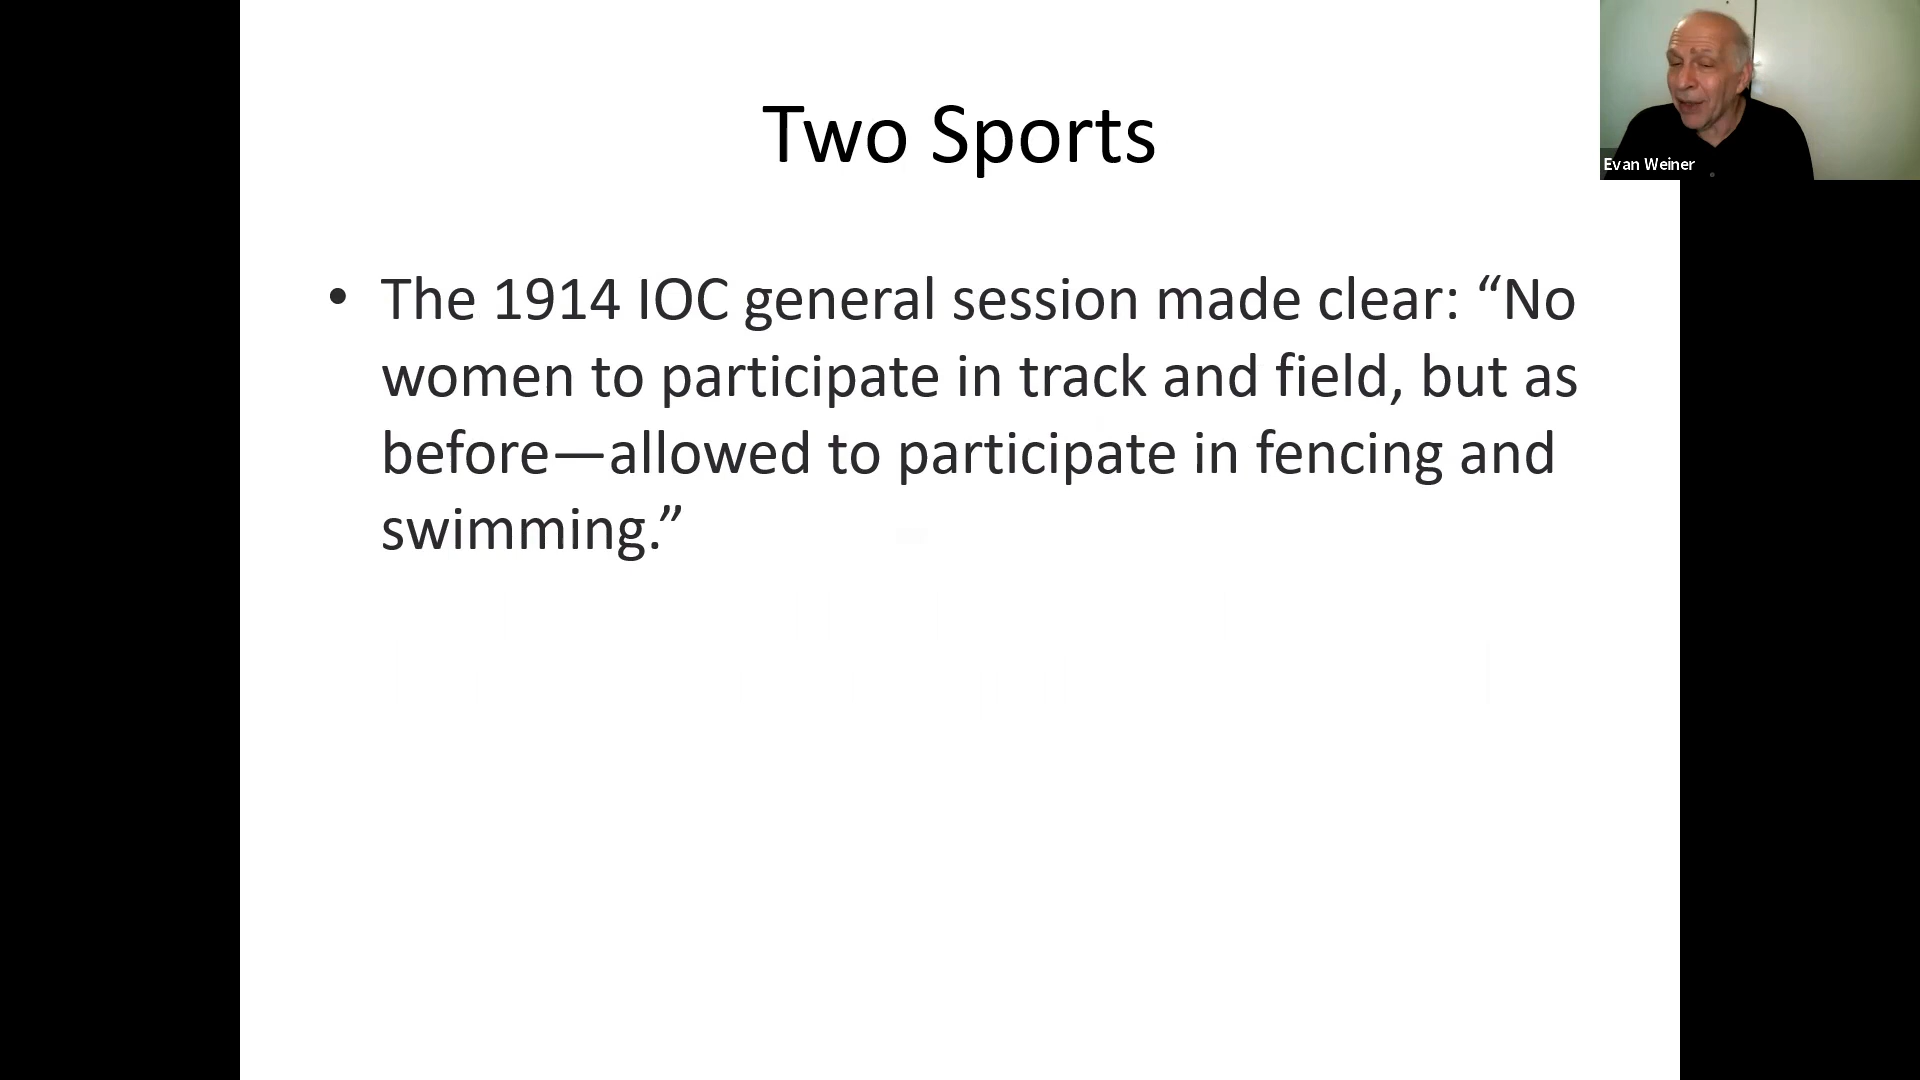 Two Sports
Evan Weiner
• The 1914 IOC general session made clear: “No
women to participate in track and field, but as
before—allowed to participate in fencing and
swimming.”